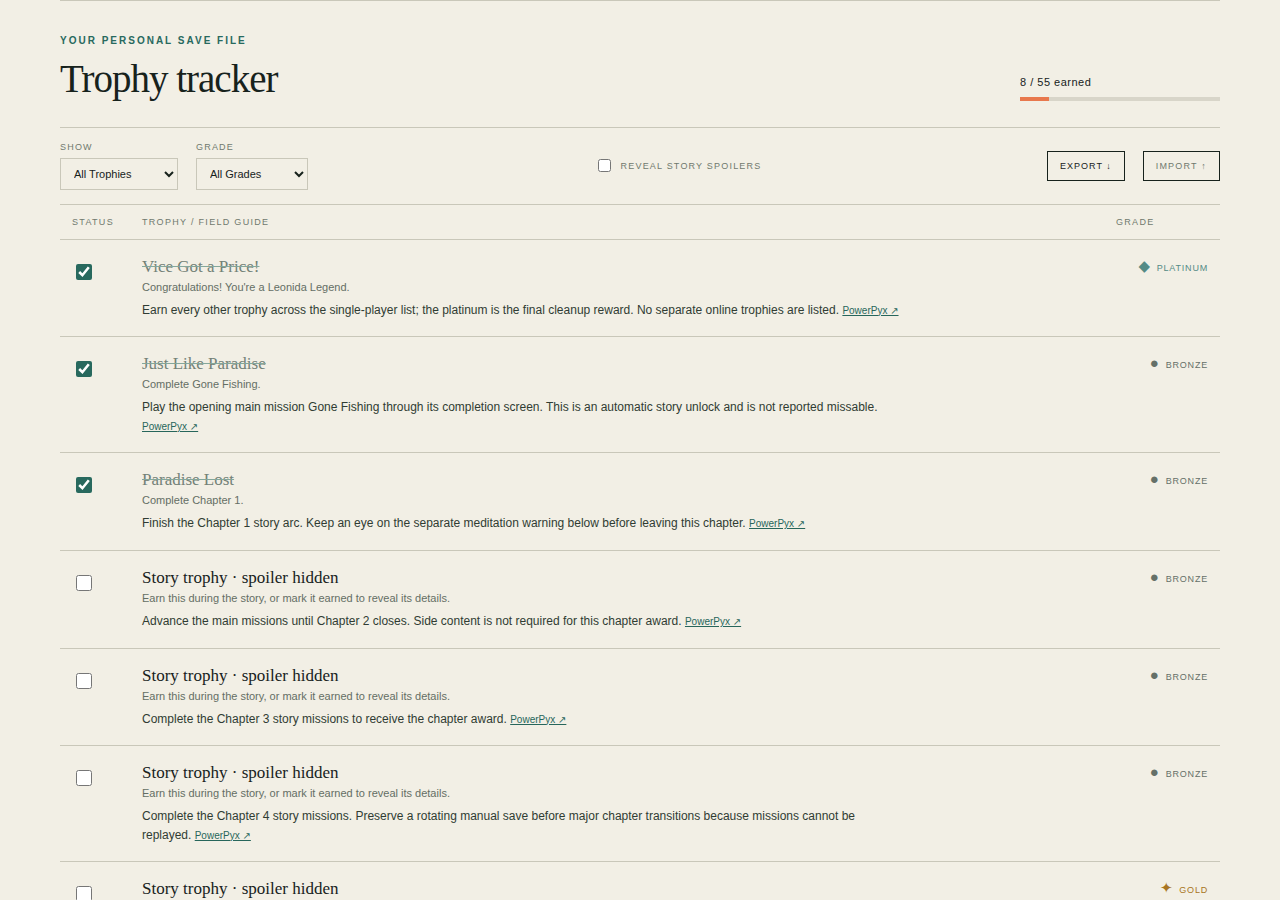 YOUR PERSONAL SAVE FILE
Trophy tracker
8 / 55 earned
SHOW
GRADE
All Trophies
All Grades
REVEAL STORY SPOILERS
EXPORT ↓
IMPORT ↑
STATUS
TROPHY / FIELD GUIDE
GRADE
Vice Got a Price!
◆ PLATINUM
Congratulations! You're a Leonida Legend.
Earn every other trophy across the single-player list; the platinum is the final cleanup reward. No separate online trophies are listed. PowerPyx ↗
Just Like Paradise
● BRONZE
Complete Gone Fishing.
Play the opening main mission Gone Fishing through its completion screen. This is an automatic story unlock and is not reported missable.
PowerPyx ↗
Paradise Lost
● BRONZE
Complete Chapter 1.
Finish the Chapter 1 story arc. Keep an eye on the separate meditation warning below before leaving this chapter. PowerPyx ↗
Story trophy · spoiler hidden
● BRONZE
Earn this during the story, or mark it earned to reveal its details.
Advance the main missions until Chapter 2 closes. Side content is not required for this chapter award. PowerPyx ↗
Story trophy · spoiler hidden
● BRONZE
Earn this during the story, or mark it earned to reveal its details.
Complete the Chapter 3 story missions to receive the chapter award. PowerPyx ↗
Story trophy · spoiler hidden
● BRONZE
Earn this during the story, or mark it earned to reveal its details.
Complete the Chapter 4 story missions. Preserve a rotating manual save before major chapter transitions because missions cannot be
replayed. PowerPyx ↗
Story trophy · spoiler hidden
✦ GOLD